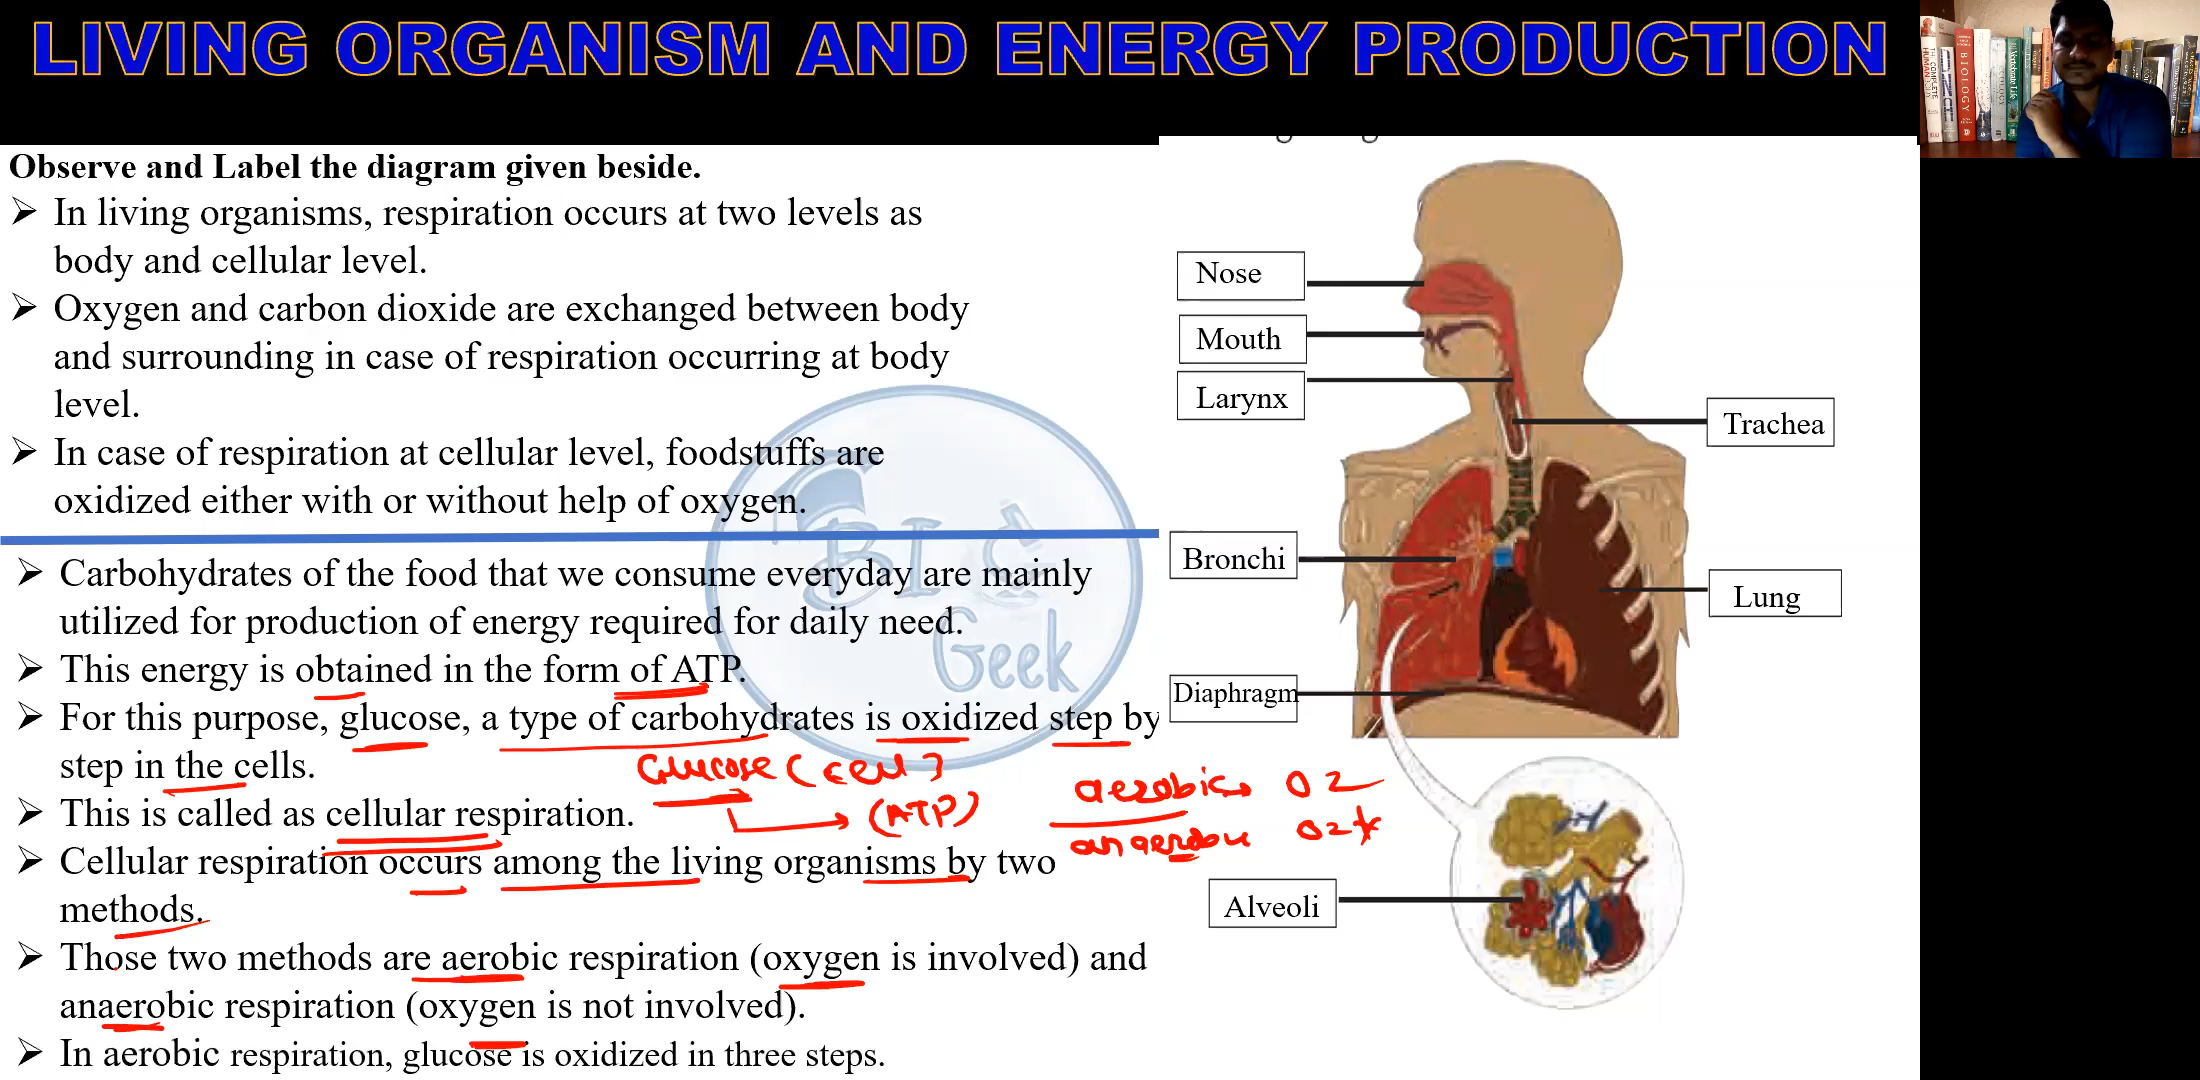 LIVING ORGANISM AND ENERGY PRODUCTION
Observe and Label the diagram given beside.
➢ In living organisms, respiration occurs at two levels as
body and cellular level.
➢ Oxygen and carbon dioxide are exchanged between body
and surrounding in case of respiration occurring at body
level.
➢ In case of respiration at cellular level, foodstuffs are
oxidized either with or without help of oxygen.
➢ Carbohydrates of the food that we consume everyday are mainly
utilized for production of energy required for daily need.
➢ This energy is obtained in the form of ATP.
➢ For this purpose, glucose, a type of carbohydrates is oxidized step by
step in the cells.
Glucose (cell)
➢ This is called as cellular respiration.
(ATP)
aerobic O2
anaerobic O2 x
➢ Cellular respiration occurs among the living organisms by two
methods.
➢ Those two methods are aerobic respiration (oxygen is involved) and
anaerobic respiration (oxygen is not involved).
➢ In aerobic respiration, glucose is oxidized in three steps.
Nose
Mouth
Larynx
Trachea
Bronchi
Lung
Diaphragm
Alveoli
Geek
BIOLOGY
Vertebrate Life